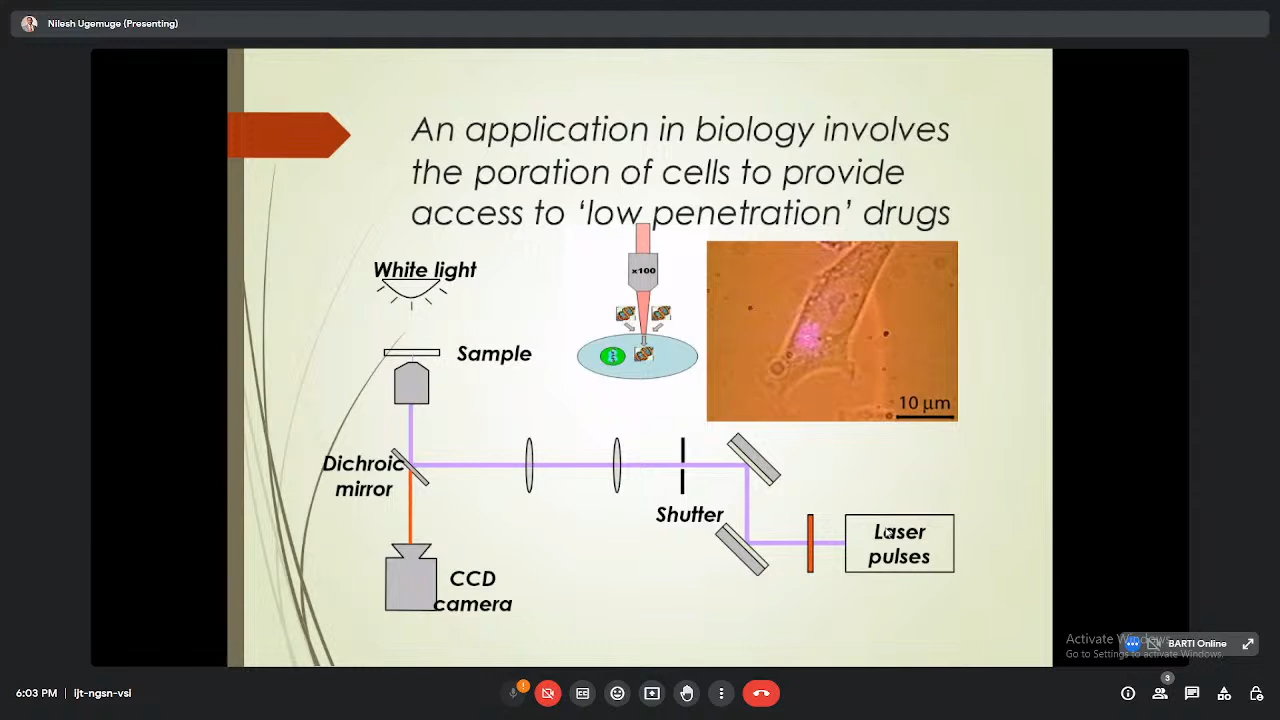 Nilesh Ugemuge (Presenting)
An application in biology involves
the poration of cells to provide
access to ‘low penetration’ drugs
White light
x100
Sample
10 μm
Dichroic
mirror
Shutter
Laser
pulses
CCD
camera
Activate Windows
Go to Settings to activate Windows.
BARTI Online
6:03 PM | ljt-ngsn-vsi
3